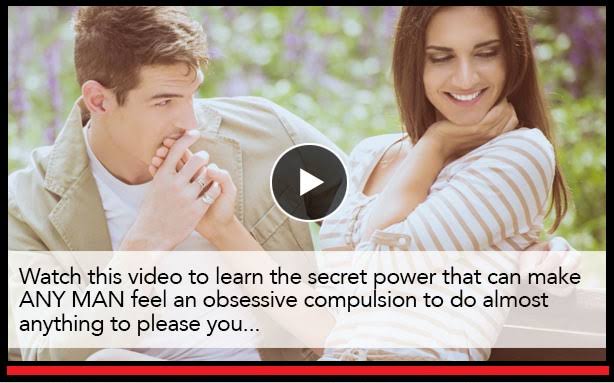 Watch this video to learn the secret power that can make
ANY MAN feel an obsessive compulsion to do almost
anything to please you...